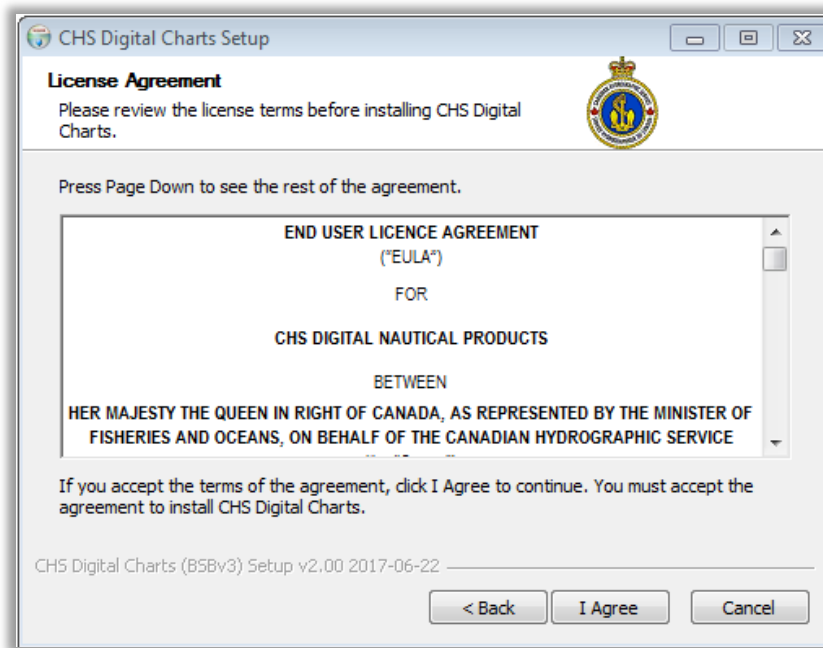 CHS Digital Charts Setup
License Agreement
Please review the license terms before installing CHS Digital
Charts.
Press Page Down to see the rest of the agreement.
END USER LICENCE AGREEMENT
("EULA")
FOR
CHS DIGITAL NAUTICAL PRODUCTS
BETWEEN
HER MAJESTY THE QUEEN IN RIGHT OF CANADA, AS REPRESENTED BY THE MINISTER OF
FISHERIES AND OCEANS, ON BEHALF OF THE CANADIAN HYDROGRAPHIC SERVICE
If you accept the terms of the agreement, click I Agree to continue. You must accept the
agreement to install CHS Digital Charts.
CHS Digital Charts (BSBv3) Setup v2.00 2017-06-22
< Back I Agree Cancel